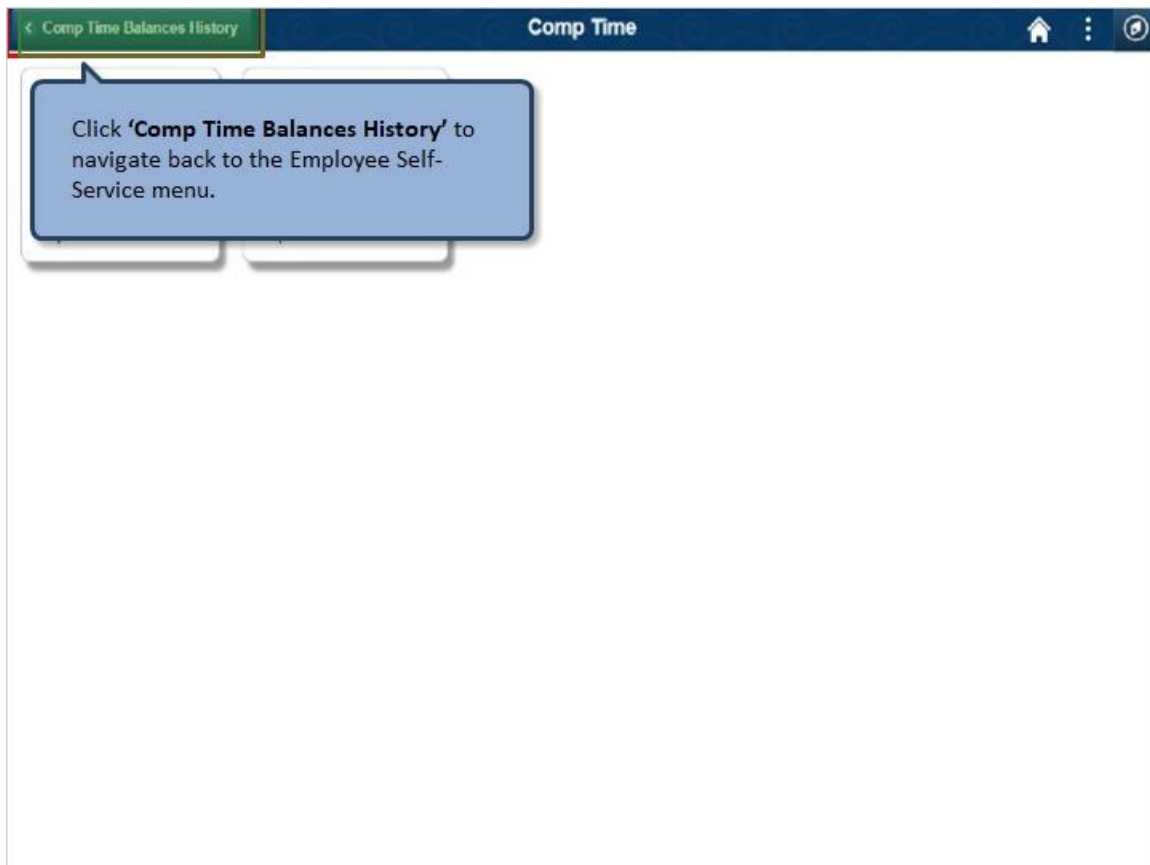 Comp Time Balances History
Comp Time
Click ‘Comp Time Balances History’ to
navigate back to the Employee Self-
Service menu.